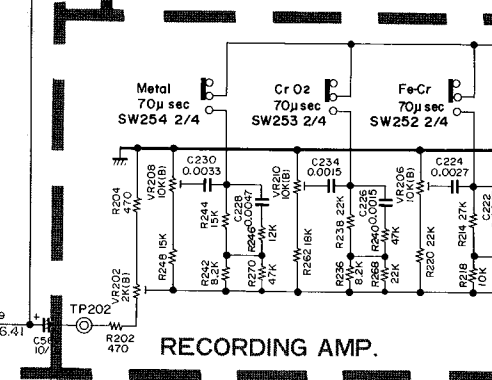 Metal
70μ sec
SW254 2/4
Cr O2
70μ sec
SW253 2/4
Fe-Cr
70μ sec
SW252 2/4
C230
0.0033
C234
0.0015
C224
0.0027
R204
470
VR208
10K(B)
R244
15K
C228
0.0047
R246
12K
R248 15K
R242
8.2K
R270
47K
VR210
10K(B)
R238 22K
C226
0.0015
R240
47K
R262 18K
R236
8.2K
R268
22K
VR206
10K(B)
R214 27K
C222
R220 22K
R218
10K
VR202
2K(B)
TP202
R202
470
6.41
+
10/
RECORDING AMP.